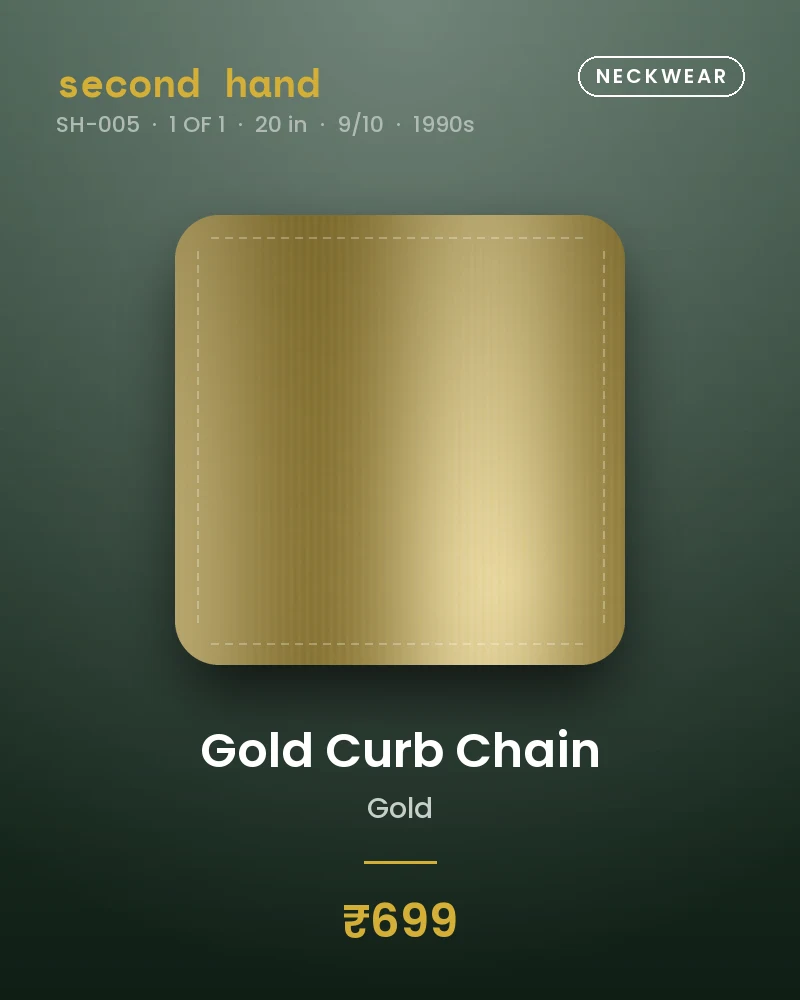 second hand
NECKWEAR
SH-005 · 1 OF 1 · 20 in · 9/10 · 1990s
Gold Curb Chain
Gold
₹699